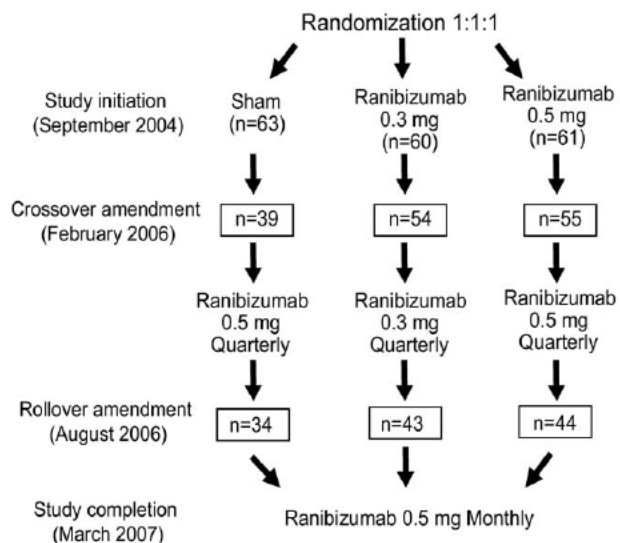 Randomization 1:1:1
Study initiation
(September 2004)
Sham
(n=63)
Ranibizumab
0.3 mg
(n=60)
Ranibizumab
0.5 mg
(n=61)
Crossover amendment
(February 2006)
n=39
n=54
n=55
Ranibizumab
0.5 mg
Quarterly
Ranibizumab
0.3 mg
Quarterly
Ranibizumab
0.5 mg
Quarterly
Rollover amendment
(August 2006)
n=34
n=43
n=44
Study completion
(March 2007)
Ranibizumab 0.5 mg Monthly